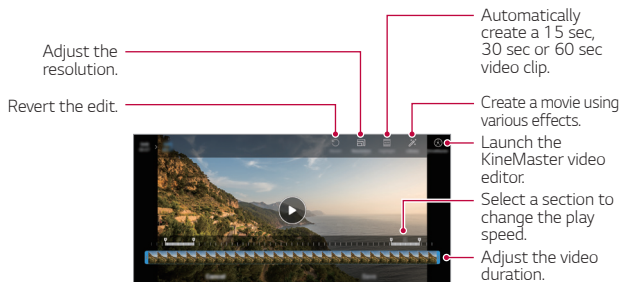 Adjust the
resolution.
Revert the edit.
Automatically
create a 15 sec,
30 sec or 60 sec
video clip.
Create a movie using
various effects.
Launch the
KineMaster video
editor.
Select a section to
change the play
speed.
Adjust the video
duration.